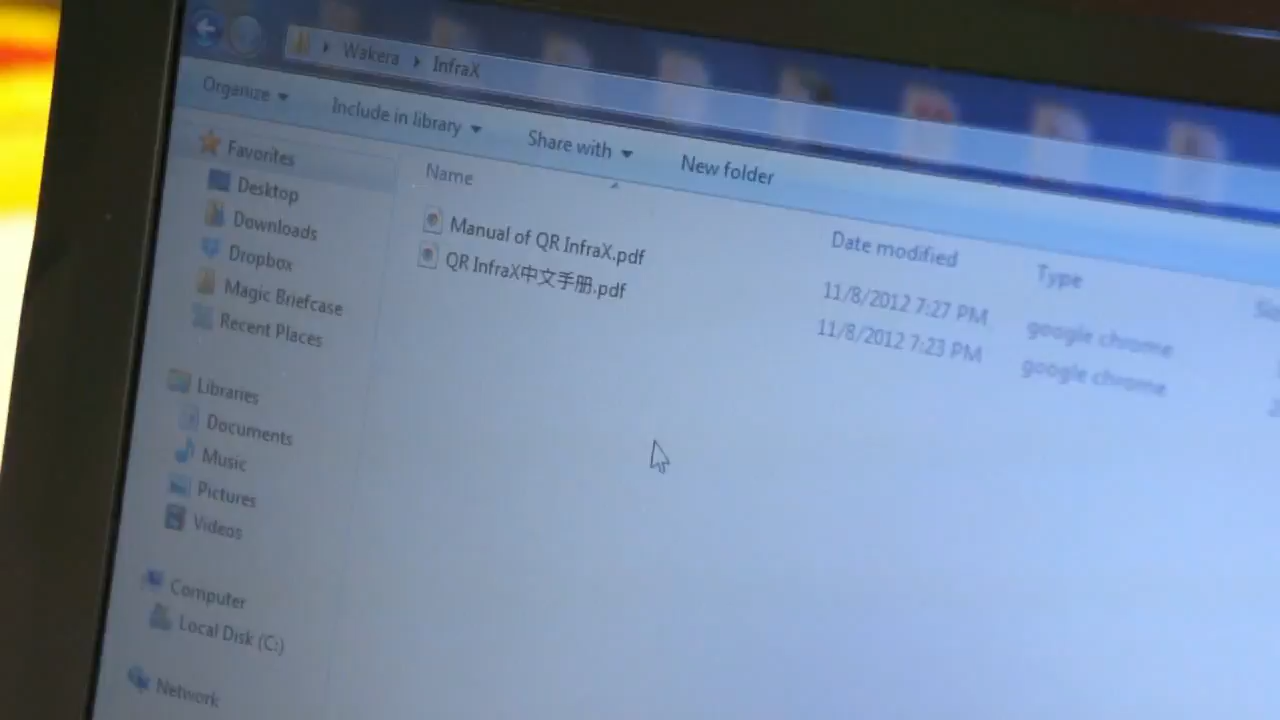 Wakera InfraX
Organize Include in library Share with New folder
Favorites
Desktop
Downloads
Dropbox
Magic Briefcase
Recent Places
Libraries
Documents
Music
Pictures
Videos
Computer
Local Disk (C:)
Network
Name Date modified Type
Manual of QR InfraX.pdf 11/8/2012 7:27 PM google chrome
QR InfraX中文手册.pdf 11/8/2012 7:23 PM google chrome